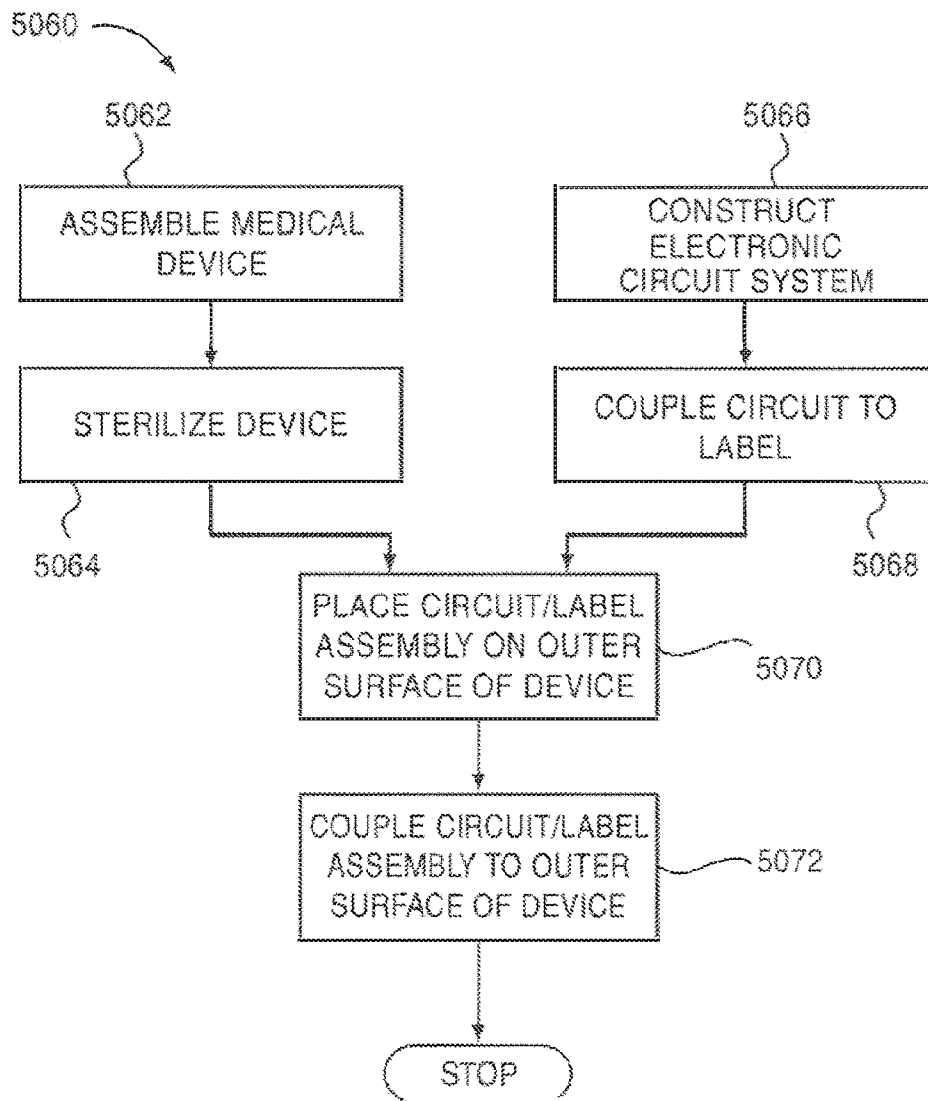 5060
5062
ASSEMBLE MEDICAL
DEVICE
5066
CONSTRUCT
ELECTRONIC
CIRCUIT SYSTEM
STERILIZE DEVICE
5064
COUPLE CIRCUIT TO
LABEL
5068
PLACE CIRCUIT/LABEL
ASSEMBLY ON OUTER
SURFACE OF DEVICE
5070
COUPLE CIRCUIT/LABEL
ASSEMBLY TO OUTER
SURFACE OF DEVICE
5072
STOP